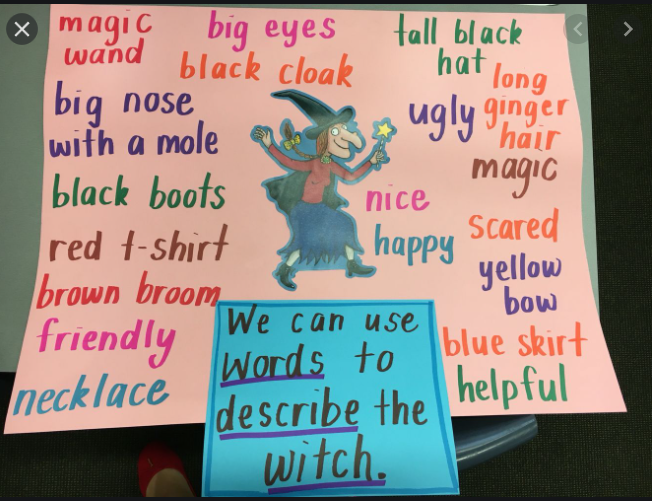 magic
wand
big eyes
tall black
hat
black cloak
long
ginger
hair
big nose
with a mole
ugly
magic
black boots
nice
scared
red t-shirt
happy
yellow
bow
brown broom
friendly
blue skirt
necklace
helpful
We can use
words to
describe the
witch.